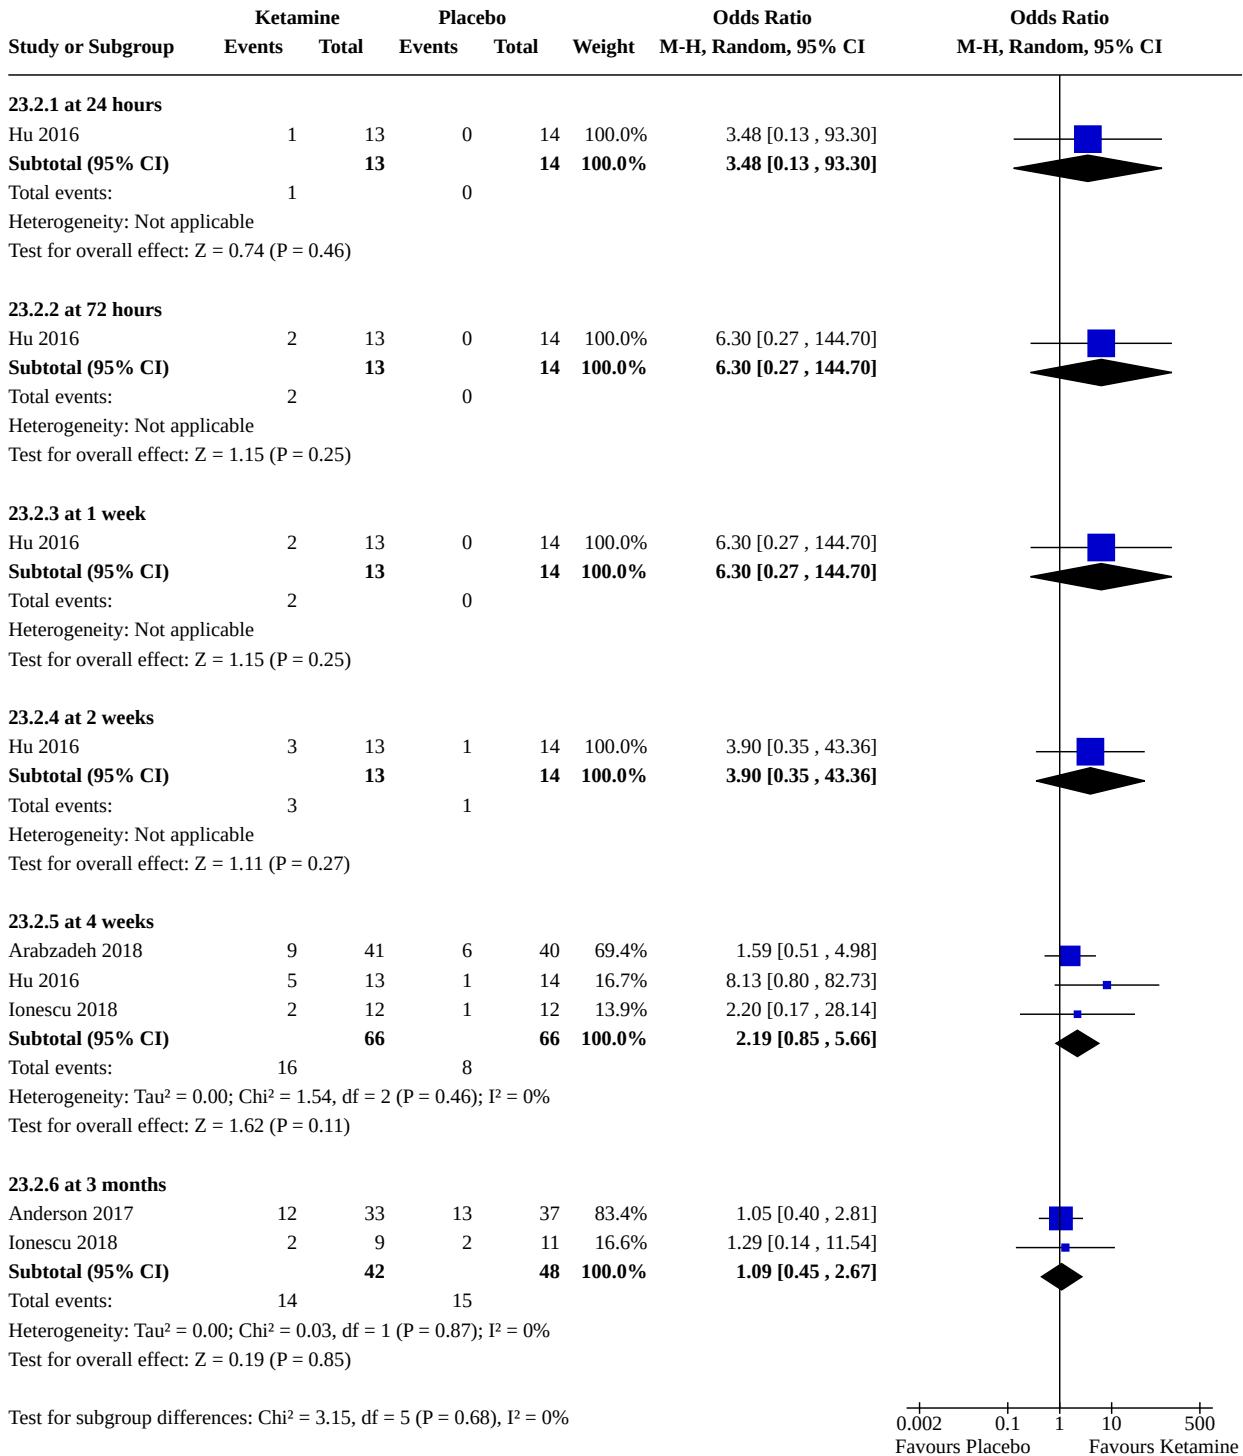 Ketamine Placebo Odds Ratio Odds Ratio
Study or Subgroup Events Total Events Total Weight M-H, Random, 95% CI M-H, Random, 95% CI
23.2.1 at 24 hours
Hu 2016 1 13 0 14 100.0% 3.48 [0.13 , 93.30]
Subtotal (95% CI) 13 14 100.0% 3.48 [0.13 , 93.30]
Total events: 1 0
Heterogeneity: Not applicable
Test for overall effect: Z = 0.74 (P = 0.46)
23.2.2 at 72 hours
Hu 2016 2 13 0 14 100.0% 6.30 [0.27 , 144.70]
Subtotal (95% CI) 13 14 100.0% 6.30 [0.27 , 144.70]
Total events: 2 0
Heterogeneity: Not applicable
Test for overall effect: Z = 1.15 (P = 0.25)
23.2.3 at 1 week
Hu 2016 2 13 0 14 100.0% 6.30 [0.27 , 144.70]
Subtotal (95% CI) 13 14 100.0% 6.30 [0.27 , 144.70]
Total events: 2 0
Heterogeneity: Not applicable
Test for overall effect: Z = 1.15 (P = 0.25)
23.2.4 at 2 weeks
Hu 2016 3 13 1 14 100.0% 3.90 [0.35 , 43.36]
Subtotal (95% CI) 13 14 100.0% 3.90 [0.35 , 43.36]
Total events: 3 1
Heterogeneity: Not applicable
Test for overall effect: Z = 1.11 (P = 0.27)
23.2.5 at 4 weeks
Arabzadeh 2018 9 41 6 40 69.4% 1.59 [0.51 , 4.98]
Hu 2016 5 13 1 14 16.7% 8.13 [0.80 , 82.73]
Ionescu 2018 2 12 1 12 13.9% 2.20 [0.17 , 28.14]
Subtotal (95% CI) 66 66 100.0% 2.19 [0.85 , 5.66]
Total events: 16 8
Heterogeneity: Tau² = 0.00; Chi² = 1.54, df = 2 (P = 0.46); I² = 0%
Test for overall effect: Z = 1.62 (P = 0.11)
23.2.6 at 3 months
Anderson 2017 12 33 13 37 83.4% 1.05 [0.40 , 2.81]
Ionescu 2018 2 9 2 11 16.6% 1.29 [0.14 , 11.54]
Subtotal (95% CI) 42 48 100.0% 1.09 [0.45 , 2.67]
Total events: 14 15
Heterogeneity: Tau² = 0.00; Chi² = 0.03, df = 1 (P = 0.87); I² = 0%
Test for overall effect: Z = 0.19 (P = 0.85)
Test for subgroup differences: Chi² = 3.15, df = 5 (P = 0.68), I² = 0%
0.002 0.1 1 10 500
Favours Placebo Favours Ketamine